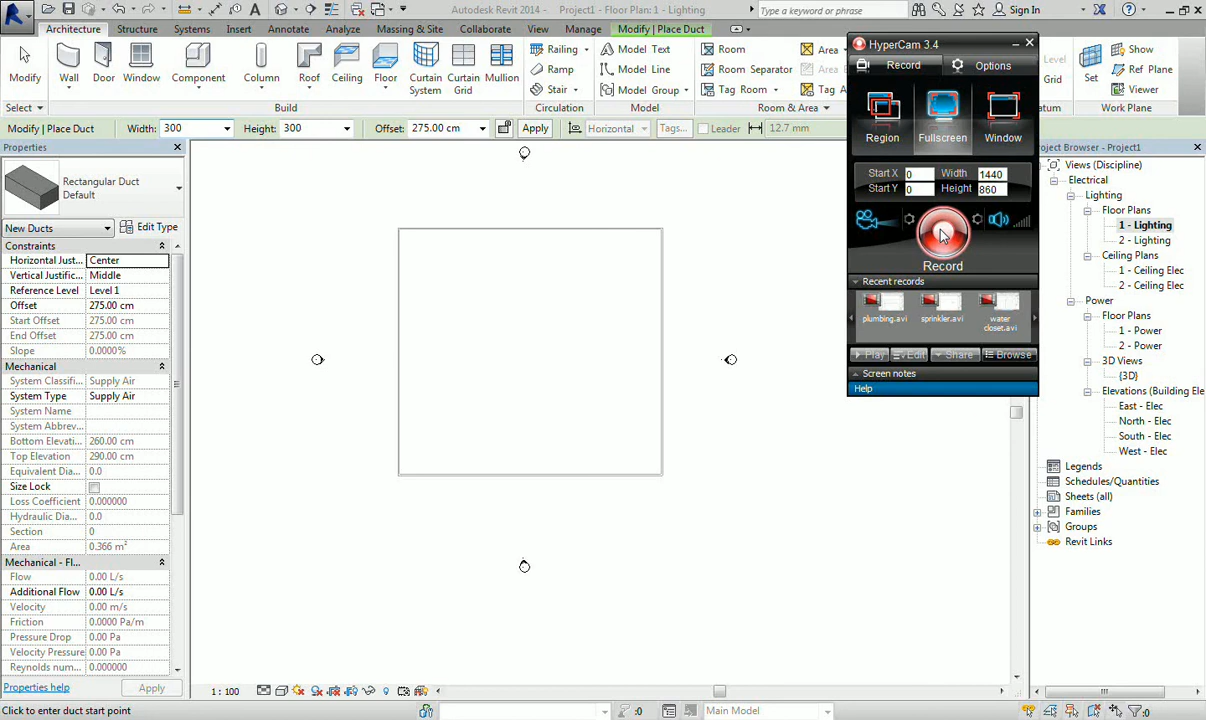 Autodesk Revit 2014 - Project1 - Floor Plan: 1 - Lighting
Type a keyword or phrase
Sign In
Architecture Structure Systems Insert Annotate Analyze Massing & Site Collaborate View Manage Modify | Place Duct
Modify
Wall
Door
Window
Component
Column
Roof
Ceiling
Floor
Curtain System
Curtain Grid
Mullion
Railing
Ramp
Stair
Model Text
Model Line
Model Group
Room
Room Separator
Tag Room
Area
Area
Tag
Grid
Set
Show
Ref Plane
Viewer
Select
Build
Circulation
Model
Room & Area
Work Plane
Modify | Place Duct
Width: 300
Height: 300
Offset: 275.00 cm
Apply
Horizontal
Tags...
Leader
12.7 mm
Properties
Rectangular Duct
Default
New Ducts
Edit Type
Constraints
Horizontal Just... Center
Vertical Justific... Middle
Reference Level Level 1
Offset 275.00 cm
Start Offset 275.00 cm
End Offset 275.00 cm
Slope 0.0000%
Mechanical
System Classifi... Supply Air
System Type Supply Air
System Name
System Abbrev...
Bottom Elevati... 260.00 cm
Top Elevation 290.00 cm
Equivalent Dia... 0.0
Size Lock
Loss Coefficient 0.000000
Hydraulic Dia... 0.0
Section 0
Area 0.366 m²
Mechanical - Fl...
Flow 0.00 L/s
Additional Flow 0.00 L/s
Velocity 0.00 m/s
Friction 0.0000 Pa/m
Pressure Drop 0.00 Pa
Velocity Pressure 0.00 Pa
Reynolds num... 0.000000
Properties help
Apply
HyperCam 3.4
Record
Options
Region
Fullscreen
Window
Start X 0 Width 1440
Start Y 0 Height 860
Record
Recent records
plumbing.avi
sprinkler.avi
water closet.avi
Play
Edit
Share
Browse
Screen notes
Help
Project Browser - Project1
Views (Discipline)
Electrical
Lighting
Floor Plans
1 - Lighting
2 - Lighting
Ceiling Plans
1 - Ceiling Elec
2 - Ceiling Elec
Power
Floor Plans
1 - Power
2 - Power
3D Views
{3D}
Elevations (Building Ele
East - Elec
North - Elec
South - Elec
West - Elec
Legends
Schedules/Quantities
Sheets (all)
Families
Groups
Revit Links
1 : 100
Click to enter duct start point
:0
Main Model
:0